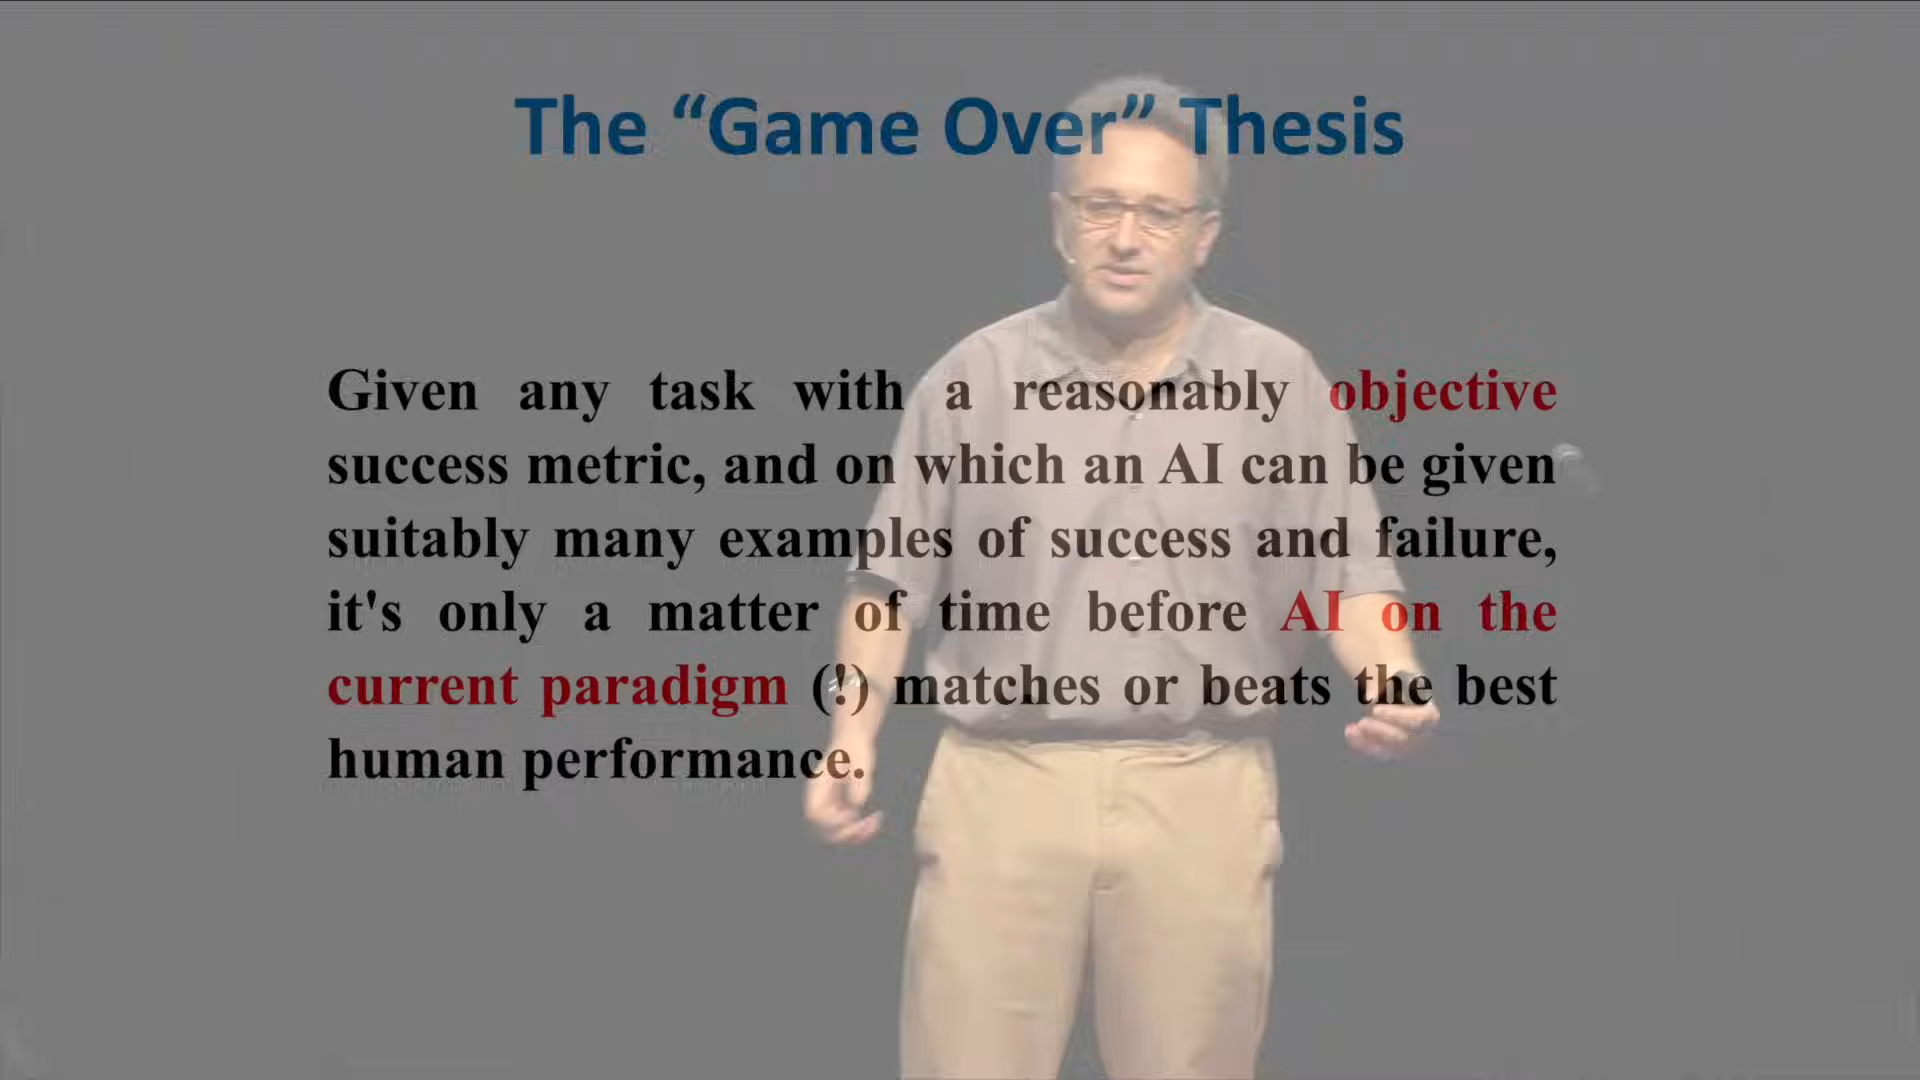 The “Game Over” Thesis
Given any task with a reasonably objective
success metric, and on which an AI can be given
suitably many examples of success and failure,
it's only a matter of time before AI on the
current paradigm (!) matches or beats the best
human performance.